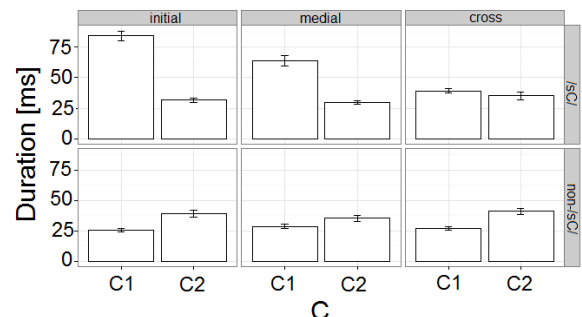 initial medial cross
Duration [ms]
75
50
25
0
/sC/
75
50
25
0
non-/sC/
C1 C2 C1 C2 C1 C2
C